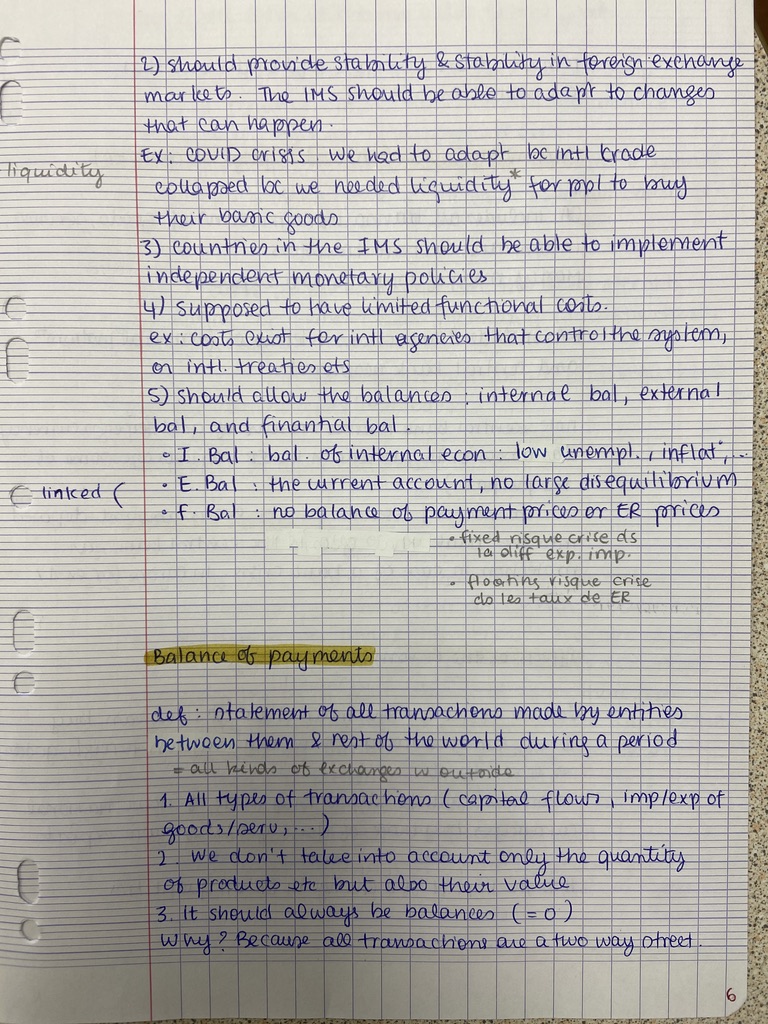 2) should provide stability & stability in foreign exchange
markets. The IMS should be able to adapt to changes
that can happen.
Ex: COVID crisis we had to adapt bc intl trade
liquidity
collapsed bc we needed liquidity* for ppl to buy
their basic goods
3) countries in the IMS should be able to implement
independent monetary policies
4) supposed to have limited functional costs.
ex: costs exist for intl agencies that control the system,
on intl. treaties ets
5) should allow the balances: internal bal, external
bal, and finantial bal.
• I. Bal: bal. of internal econ: low unempl., inflat°,...
linked ( • E. Bal: the current account, no large disequilibrium
• f. Bal: no balance of payment prices or ER prices
• fixed risque crise ds
la diff exp. imp.
• floating risque crise
ds les taux de ER
Balance of payments
def: statement of all transactions made by entities
between them & rest of the world during a period
= all kinds of exchanges w outside
1. All types of transactions (capital flows, imp/exp of
goods/serv,...)
2. We don't take into account only the quantity
of products etc but also their value
3. It should always be balances (=0)
Why? Because all transactions are a two way street.
6